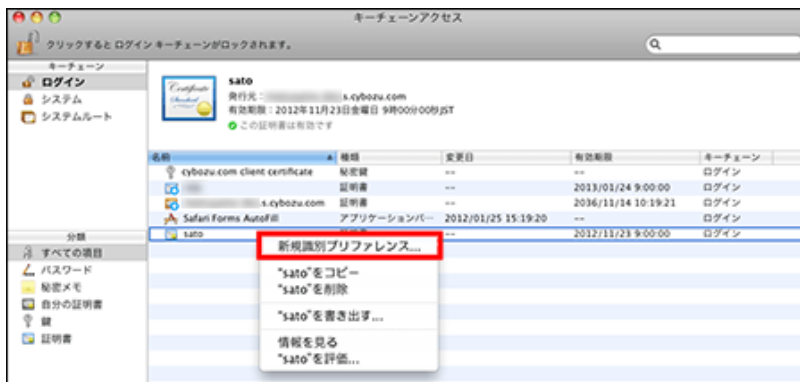 キーチェーンアクセス
クリックすると ログイン キーチェーンがロックされます。
キーチェーン
ログイン
システム
システムルート
Certificate
Standard
sato
発行元： s.cybozu.com
有効期限：2012年11月23日金曜日 9時00分00秒JST
この証明書は有効です
名前 種類 変更日 有効期限 キーチェーン
cybozu.com client certificate 秘密鍵 -- -- ログイン
証明書 -- 2013/01/24 9:00:00 ログイン
s.cybozu.com 証明書 -- 2036/11/14 10:19:21 ログイン
Safari Forms AutoFill アプリケーションパ… 2012/01/25 15:19:20 -- ログイン
sato -- 2012/11/23 9:00:00 ログイン
新規識別プリファレンス...
"sato"をコピー
"sato"を削除
"sato"を書き出す...
情報を見る
"sato"を評価...
分類
すべての項目
パスワード
秘密メモ
自分の証明書
鍵
証明書